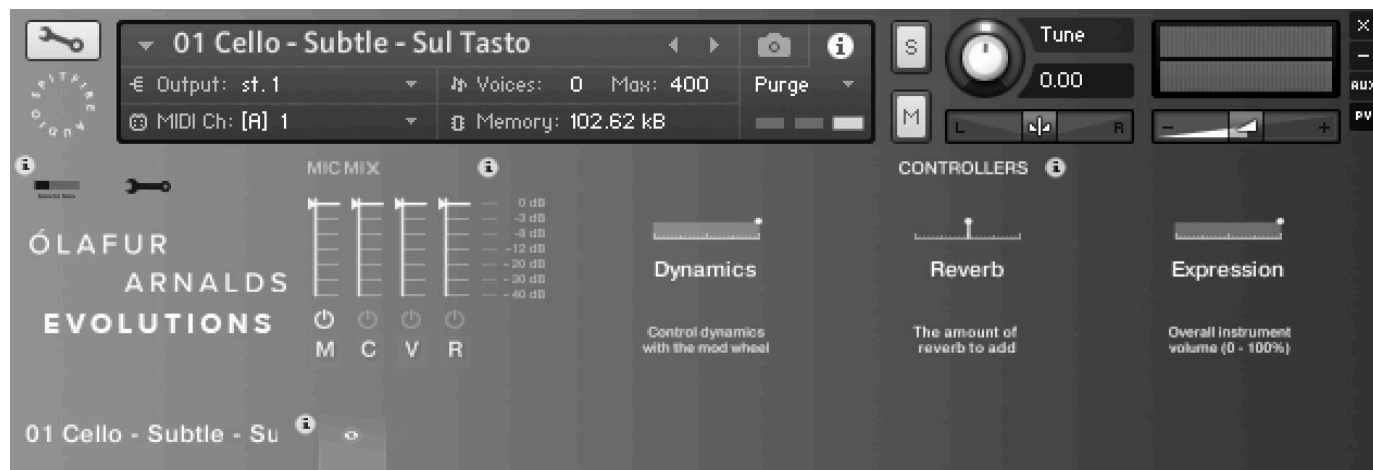 01 Cello - Subtle - Sul Tasto
S
Tune
Output: st. 1
Voices: 0 Max: 400
Purge
0.00
MIDI Ch: [A] 1
Memory: 102.62 kB
M
L
R
-
+
X
-
AUX
PV
SPITFIRE AUDIO
MIC MIX
CONTROLLERS
0 dB
-3 dB
-12 dB
-20 dB
-30 dB
-40 dB
ÓLAFUR
ARNALDS
EVOLUTIONS
M C V R
Dynamics
Reverb
Expression
Control dynamics
with the mod wheel
The amount of
reverb to add
Overall instrument
volume (0 - 100%)
01 Cello - Subtle - Su